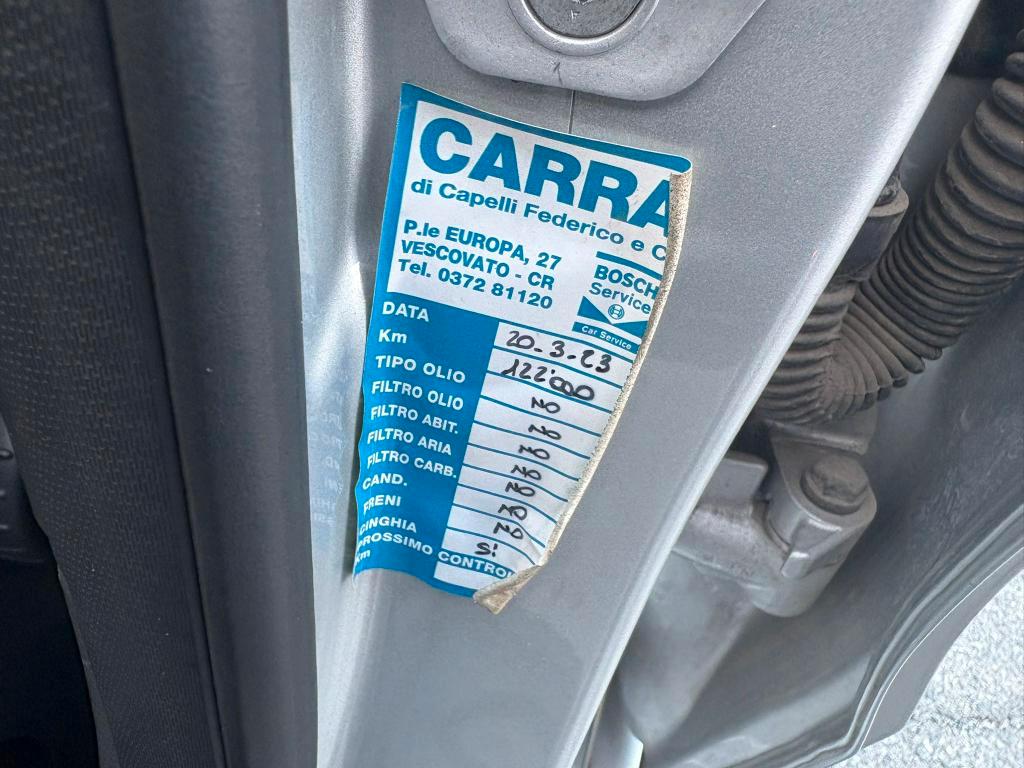 CARRA
di Capelli Federico e C
P.le EUROPA, 27
VESCOVATO - CR
Tel. 0372 81120
BOSCH
Service
Car Service
DATA 20-3-23
Km 122'000
TIPO OLIO no
FILTRO OLIO no
FILTRO ABIT. no
FILTRO ARIA no
FILTRO CARB. no
CAND. no
FRENI no
CINGHIA Si
PROSSIMO CONTROL
Km